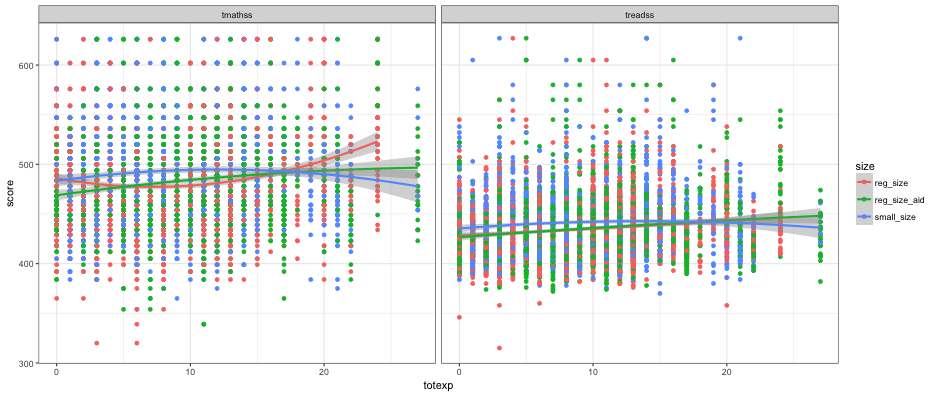 tmathss
treadss
score
600
500
400
300
0
10
20
0
10
20
totexp
size
reg_size
reg_size_aid
small_size